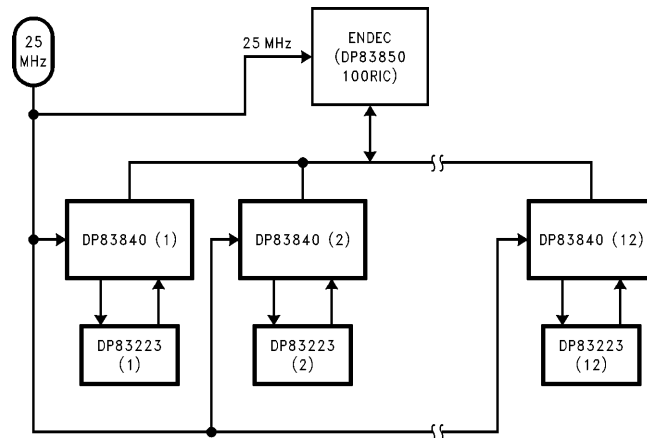 25
MHz
25 MHz
ENDEC
(DP83850
100RIC)
DP83840 (1)
DP83840 (2)
DP83840 (12)
DP83223
(1)
DP83223
(2)
DP83223
(12)